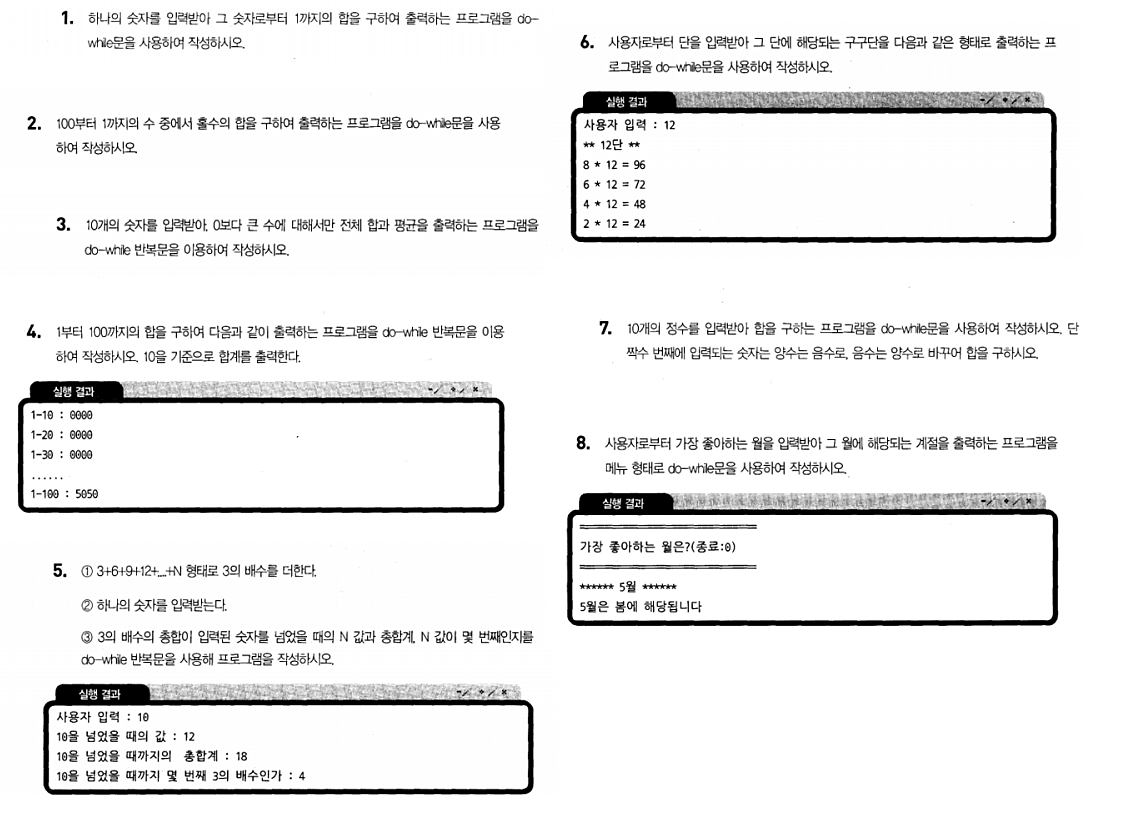 1. 하나의 숫자를 입력받아 그 숫자로부터 1까지의 합을 구하여 출력하는 프로그램을 do-
while문을 사용하여 작성하시오.
2. 100부터 1까지의 수 중에서 홀수의 합을 구하여 출력하는 프로그램을 do-while문을 사용
하여 작성하시오.
3. 10개의 숫자를 입력받아, 0보다 큰 수에 대해서만 전체 합과 평균을 출력하는 프로그램을
do-while 반복문을 이용하여 작성하시오.
4. 1부터 100까지의 합을 구하여 다음과 같이 출력하는 프로그램을 do-while 반복문을 이용
하여 작성하시오. 10을 기준으로 합계를 출력한다.
실행 결과
1-10 : 0000
1-20 : 0000
1-30 : 0000
......
1-100 : 5050
5. ① 3+6+9+12+...+N 형태로 3의 배수를 더한다.
② 하나의 숫자를 입력받는다.
③ 3의 배수의 총합이 입력된 숫자를 넘었을 때의 N 값과 총합계, N 값이 몇 번째인지를
do-while 반복문을 사용해 프로그램을 작성하시오.
실행 결과
사용자 입력 : 10
10을 넘었을 때의 값 : 12
10을 넘었을 때까지의 총합계 : 18
10을 넘었을 때까지 몇 번째 3의 배수인가 : 4
6. 사용자로부터 단을 입력받아 그 단에 해당되는 구구단을 다음과 같은 형태로 출력하는 프
로그램을 do-while문을 사용하여 작성하시오.
실행 결과
사용자 입력 : 12
** 12단 **
8 * 12 = 96
6 * 12 = 72
4 * 12 = 48
2 * 12 = 24
7. 10개의 정수를 입력받아 합을 구하는 프로그램을 do-while문을 사용하여 작성하시오. 단
짝수 번째에 입력되는 숫자는 양수는 음수로, 음수는 양수로 바꾸어 합을 구하시오.
8. 사용자로부터 가장 좋아하는 월을 입력받아 그 월에 해당되는 계절을 출력하는 프로그램을
메뉴 형태로 do-while문을 사용하여 작성하시오.
실행 결과
가장 좋아하는 월은?(종료:0)
****** 5월 ******
5월은 봄에 해당됩니다